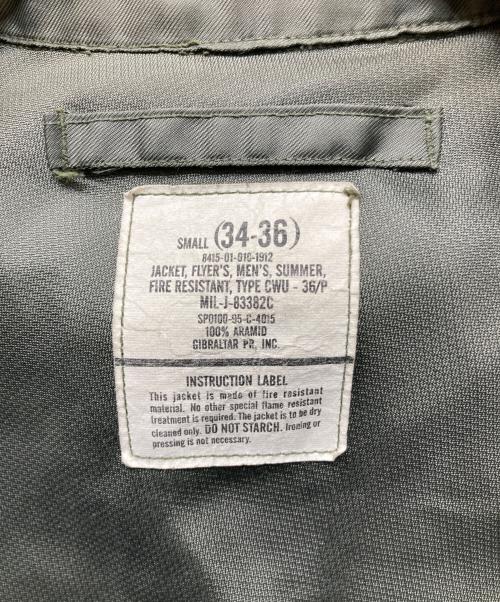 SMALL (34-36)
8415-01-010-1912
JACKET, FLYER'S, MEN'S, SUMMER,
FIRE RESISTANT, TYPE CWU - 36/P
MIL-J-83382C
SPO100-95-C-4015
100% ARAMID
GIBRALTAR PR, INC.
INSTRUCTION LABEL
This jacket is made of fire resistant
material. No other special flame resistant
treatment is required. The jacket is to be dry
cleaned only. DO NOT STARCH. Ironing or
pressing is not necessary.